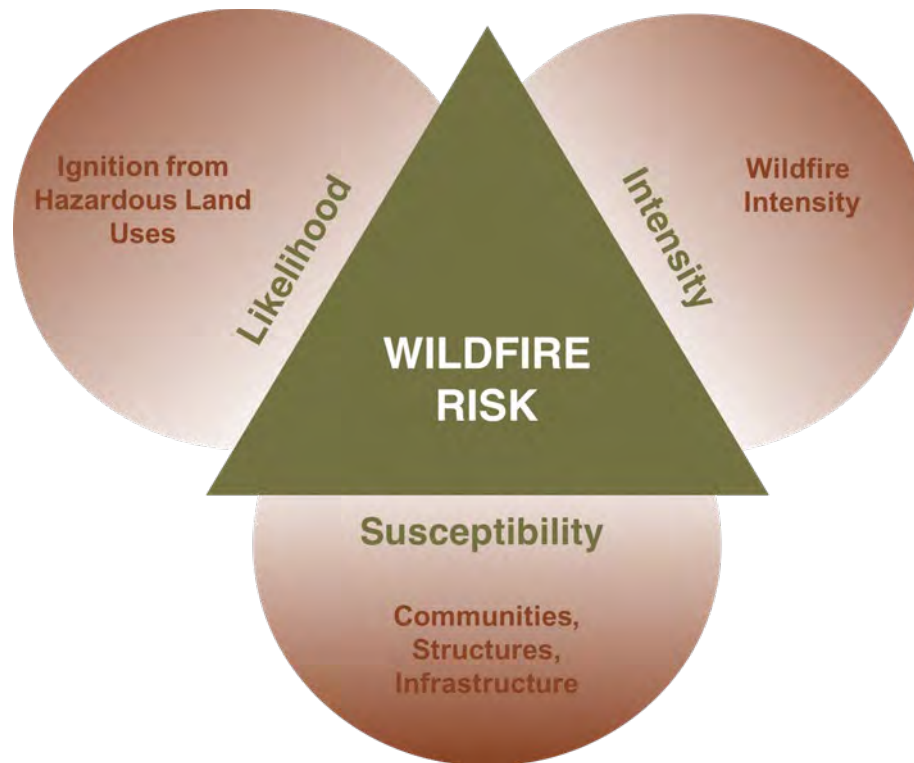 Ignition from
Hazardous Land
Uses
Likelihood
Intensity
Wildfire
Intensity
WILDFIRE
RISK
Susceptibility
Communities,
Structures,
Infrastructure